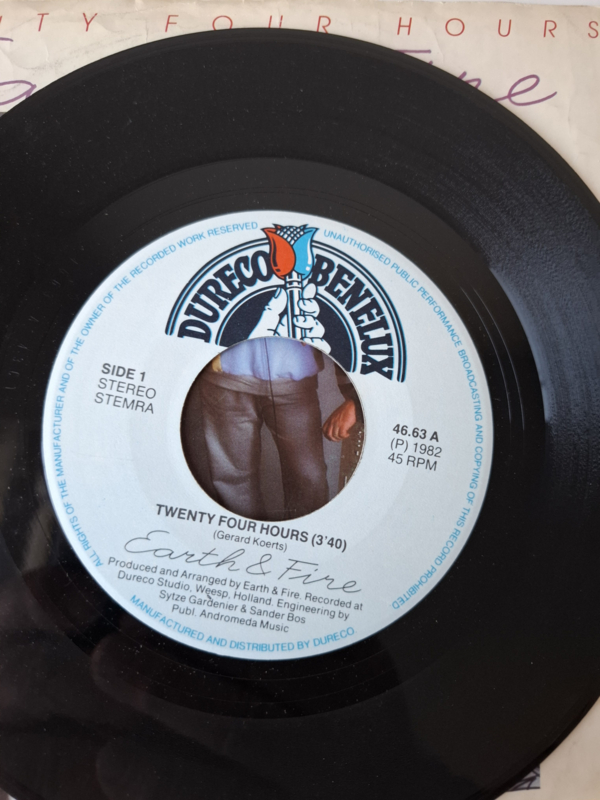 TY FOUR HOURS
DURECO BENELUX
ALL RIGHTS OF THE MANUFACTURER AND OF THE OWNER OF THE RECORDED WORK RESERVED
UNAUTHORISED PUBLIC PERFORMANCE BROADCASTING AND COPYING OF THIS RECORD PROHIBITED
SIDE 1
STEREO
STEMRA
46.63 A
(P) 1982
45 RPM
TWENTY FOUR HOURS (3'40)
(Gerard Koerts)
Earth & Fire
Produced and Arranged by Earth & Fire. Recorded at
Dureco Studio, Weesp, Holland. Engineering by
Sytze Gardenier & Sander Bos
Publ. Andromeda Music
MANUFACTURED AND DISTRIBUTED BY DURECO